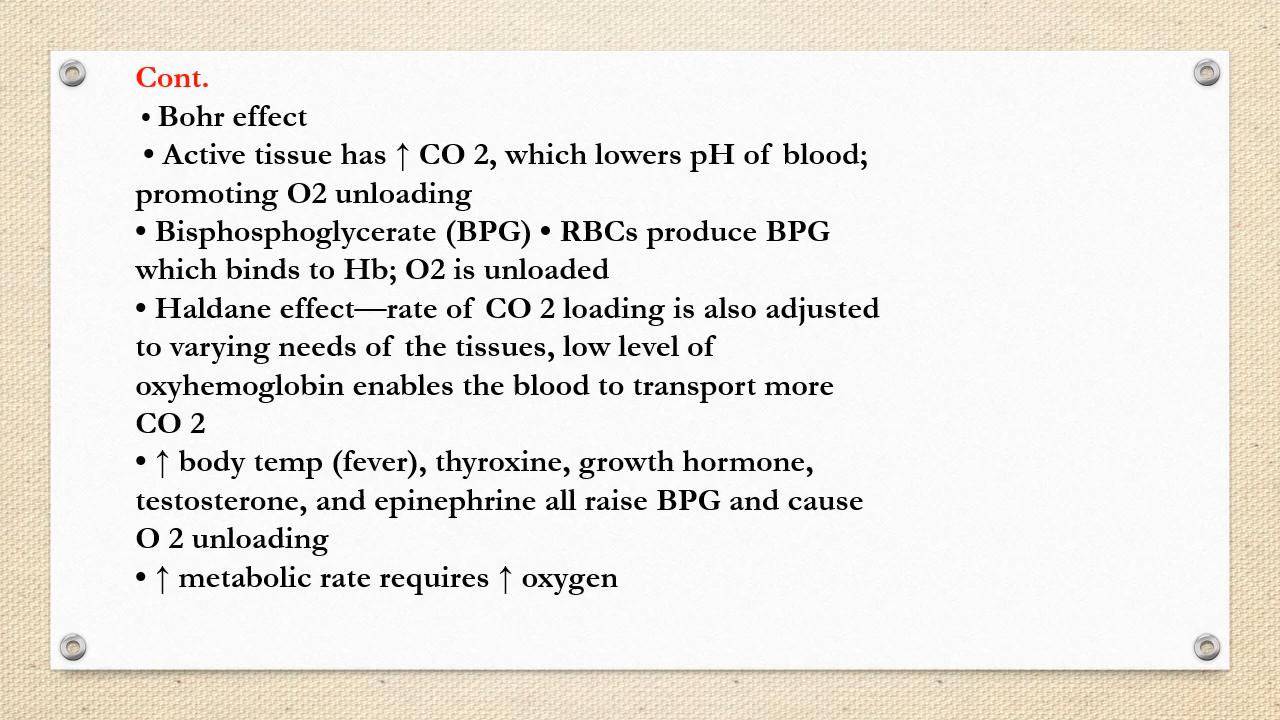 Cont.
• Bohr effect
• Active tissue has ↑ CO 2, which lowers pH of blood;
promoting O2 unloading
• Bisphosphoglycerate (BPG) • RBCs produce BPG
which binds to Hb; O2 is unloaded
• Haldane effect—rate of CO 2 loading is also adjusted
to varying needs of the tissues, low level of
oxyhemoglobin enables the blood to transport more
CO 2
• ↑ body temp (fever), thyroxine, growth hormone,
testosterone, and epinephrine all raise BPG and cause
O 2 unloading
• ↑ metabolic rate requires ↑ oxygen